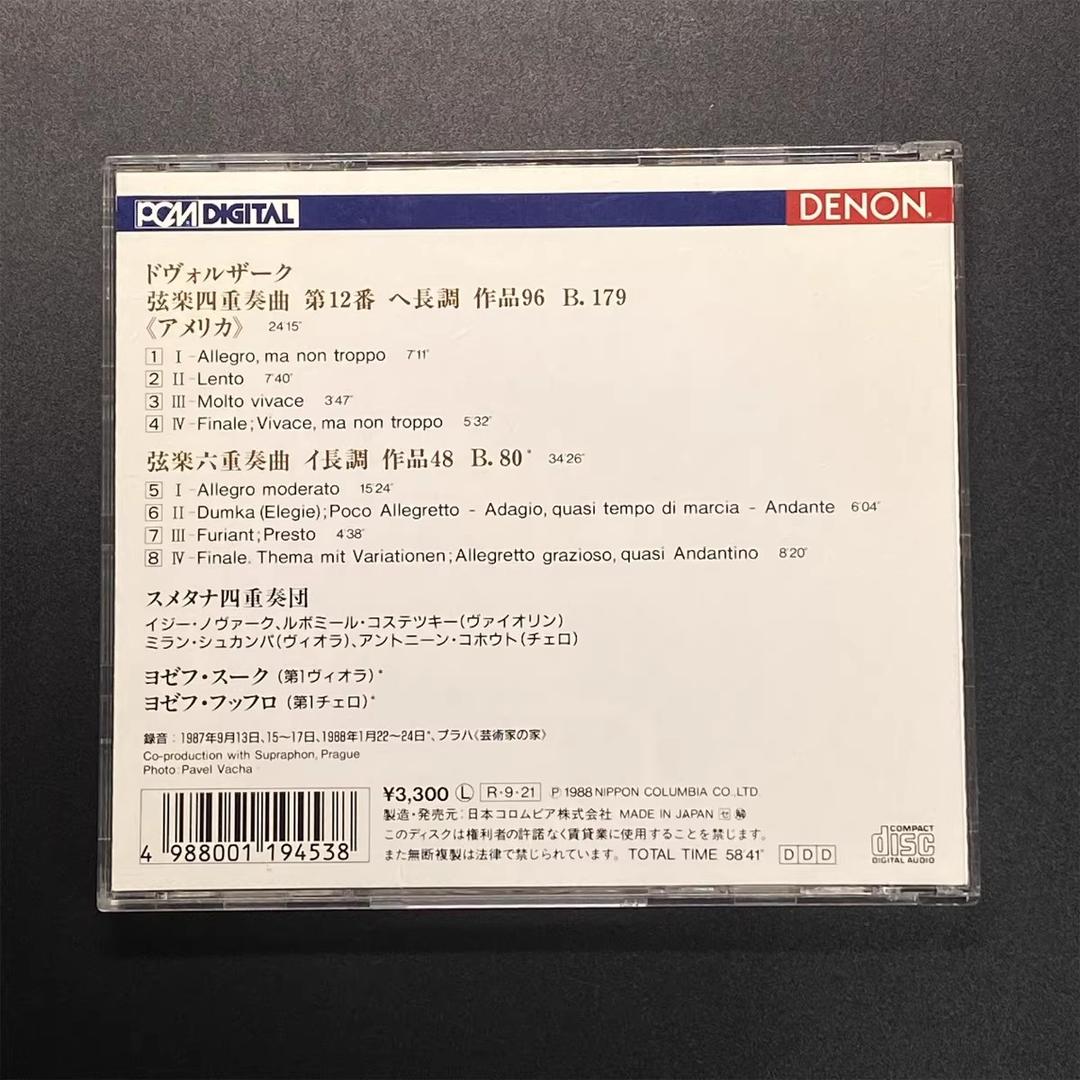 PCM DIGITAL
DENON
ドヴォルザーク
弦楽四重奏曲 第12番 ヘ長調 作品96 B.179
《アメリカ》 24'15"
1 I-Allegro, ma non troppo 7'11"
2 II-Lento 7'40"
3 III-Molto vivace 3'47"
4 IV-Finale; Vivace, ma non troppo 5'32"
弦楽六重奏曲 イ長調 作品48 B.80* 34'26"
5 I-Allegro moderato 15'24"
6 II-Dumka (Elegie); Poco Allegretto - Adagio, quasi tempo di marcia - Andante 6'04"
7 III-Furiant; Presto 4'38"
8 IV-Finale. Thema mit Variationen; Allegretto grazioso, quasi Andantino 8'20"
スメタナ四重奏団
イジー・ノヴァーク、ルボミール・コステツキー(ヴァイオリン)
ミラン・シュカンパ(ヴィオラ)、アントニーン・コホウト(チェロ)
ヨゼフ・スーク (第1ヴィオラ)*
ヨゼフ・フッフロ (第1チェロ)*
録音：1987年9月13日、15〜17日、1988年1月22〜24日*、プラハ《芸術家の家》
Co-production with Supraphon, Prague
Photo: Pavel Vacha
¥3,300 Ⓛ R・9・21 Ⓟ1988 NIPPON COLUMBIA CO., LTD.
製造・発売元：日本コロムビア株式会社 MADE IN JAPAN
このディスクは権利者の許諾なく賃貸業に使用することを禁じます。
また無断複製は法律で禁じられています。 TOTAL TIME 58'41" DDD
4 988001 194538
COMPACT
disc
DIGITAL AUDIO